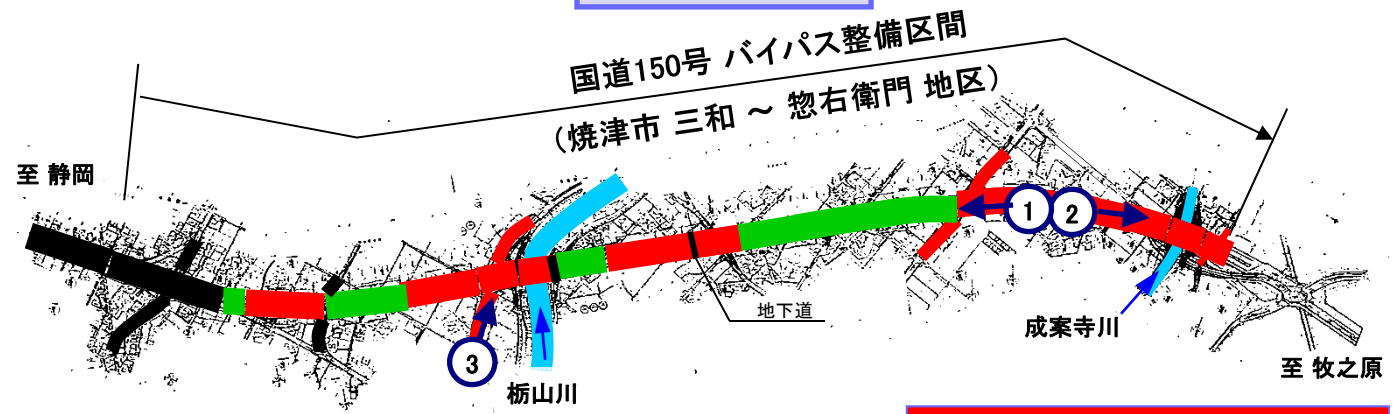 国道150号 バイパス整備区間
(焼津市 三和 ～ 惣右衛門 地区)
至 静岡
1
2
地下道
3
栃山川
成案寺川
至 牧之原